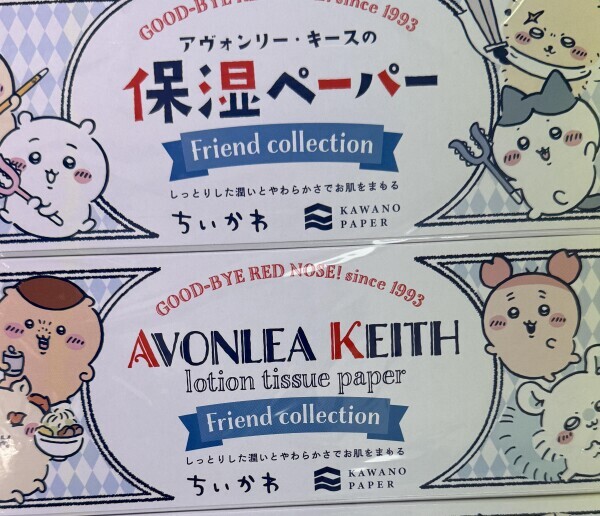 GOOD-BYE RED NOSE! since 1993
アヴォンリー・キースの
保湿ペーパー
Friend collection
しっとりした潤いとやわらかさでお肌をまもる
ちいかわ
KAWANO
PAPER
GOOD-BYE RED NOSE! since 1993
AVONLEA KEITH
lotion tissue paper
Friend collection
しっとりした潤いとやわらかさでお肌をまもる
ちいかわ
KAWANO
PAPER